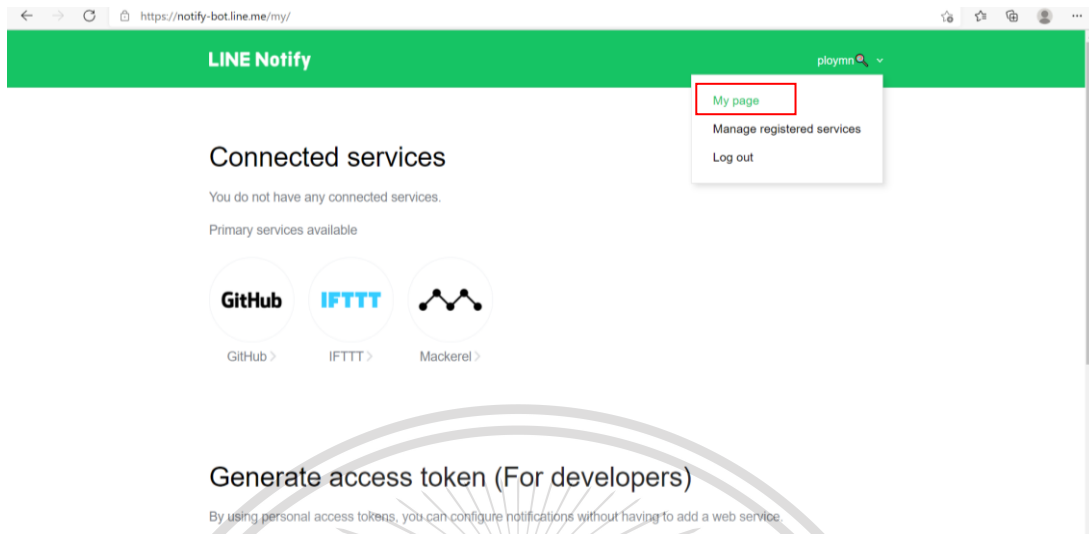 https://notify-bot.line.me/my/
LINE Notify
ploymn
My page
Manage registered services
Log out
Connected services
You do not have any connected services.
Primary services available
GitHub
IFTTT
GitHub
IFTTT
Mackerel
Generate access token (For developers)
By using personal access tokens, you can configure notifications without having to add a web service.